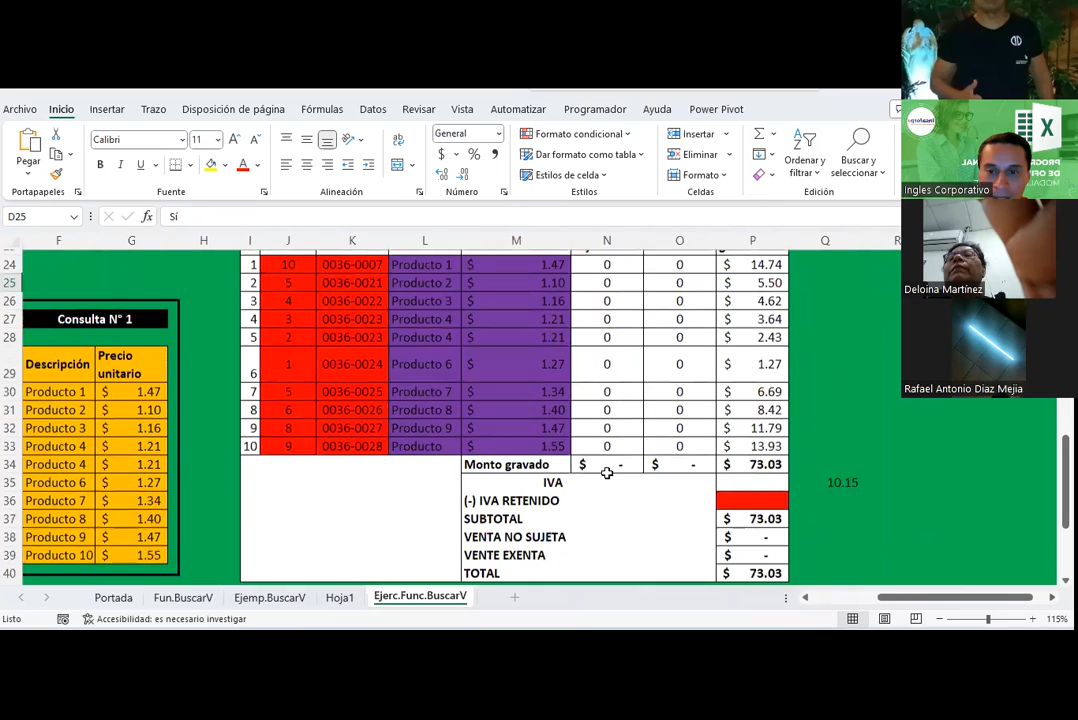 Archivo Inicio Insertar Trazo Disposición de página Fórmulas Datos Revisar Vista Automatizar Programador Ayuda Power Pivot
Pegar
Calibri 11
General
Formato condicional
Dar formato como tabla
Estilos de celda
Insertar
Eliminar
Formato
Ordenar y filtrar
Buscar y seleccionar
Portapapeles Fuente Alineación Número Estilos Celdas Edición
D25 fx Sí
F G H I J K L M N O P Q R
24 1 10 0036-0007 Producto 1 $ 1.47 0 0 $ 14.74
25 2 5 0036-0021 Producto 2 $ 1.10 0 0 $ 5.50
26 3 4 0036-0022 Producto 3 $ 1.16 0 0 $ 4.62
27 Consulta N° 1 4 3 0036-0023 Producto 4 $ 1.21 0 0 $ 3.64
28 5 2 0036-0023 Producto 4 $ 1.21 0 0 $ 2.43
29 Descripción Precio unitario 6 1 0036-0024 Producto 6 $ 1.27 0 0 $ 1.27
30 Producto 1 $ 1.47 7 5 0036-0025 Producto 7 $ 1.34 0 0 $ 6.69
31 Producto 2 $ 1.10 8 6 0036-0026 Producto 8 $ 1.40 0 0 $ 8.42
32 Producto 3 $ 1.16 9 8 0036-0027 Producto 9 $ 1.47 0 0 $ 11.79
33 Producto 4 $ 1.21 10 9 0036-0028 Producto $ 1.55 0 0 $ 13.93
34 Producto 4 $ 1.21 Monto gravado $ - $ - $ 73.03
35 Producto 6 $ 1.27 IVA 10.15
36 Producto 7 $ 1.34 (-) IVA RETENIDO
37 Producto 8 $ 1.40 SUBTOTAL $ 73.03
38 Producto 9 $ 1.47 VENTA NO SUJETA $ -
39 Producto 10 $ 1.55 VENTE EXENTA $ -
40 TOTAL $ 73.03
Portada Fun.BuscarV Ejemp.BuscarV Hoja1 Ejerc.Func.BuscarV
Listo Accesibilidad: es necesario investigar 115%
Ingles Corporativo
Deloina Martínez
Rafael Antonio Diaz Mejia